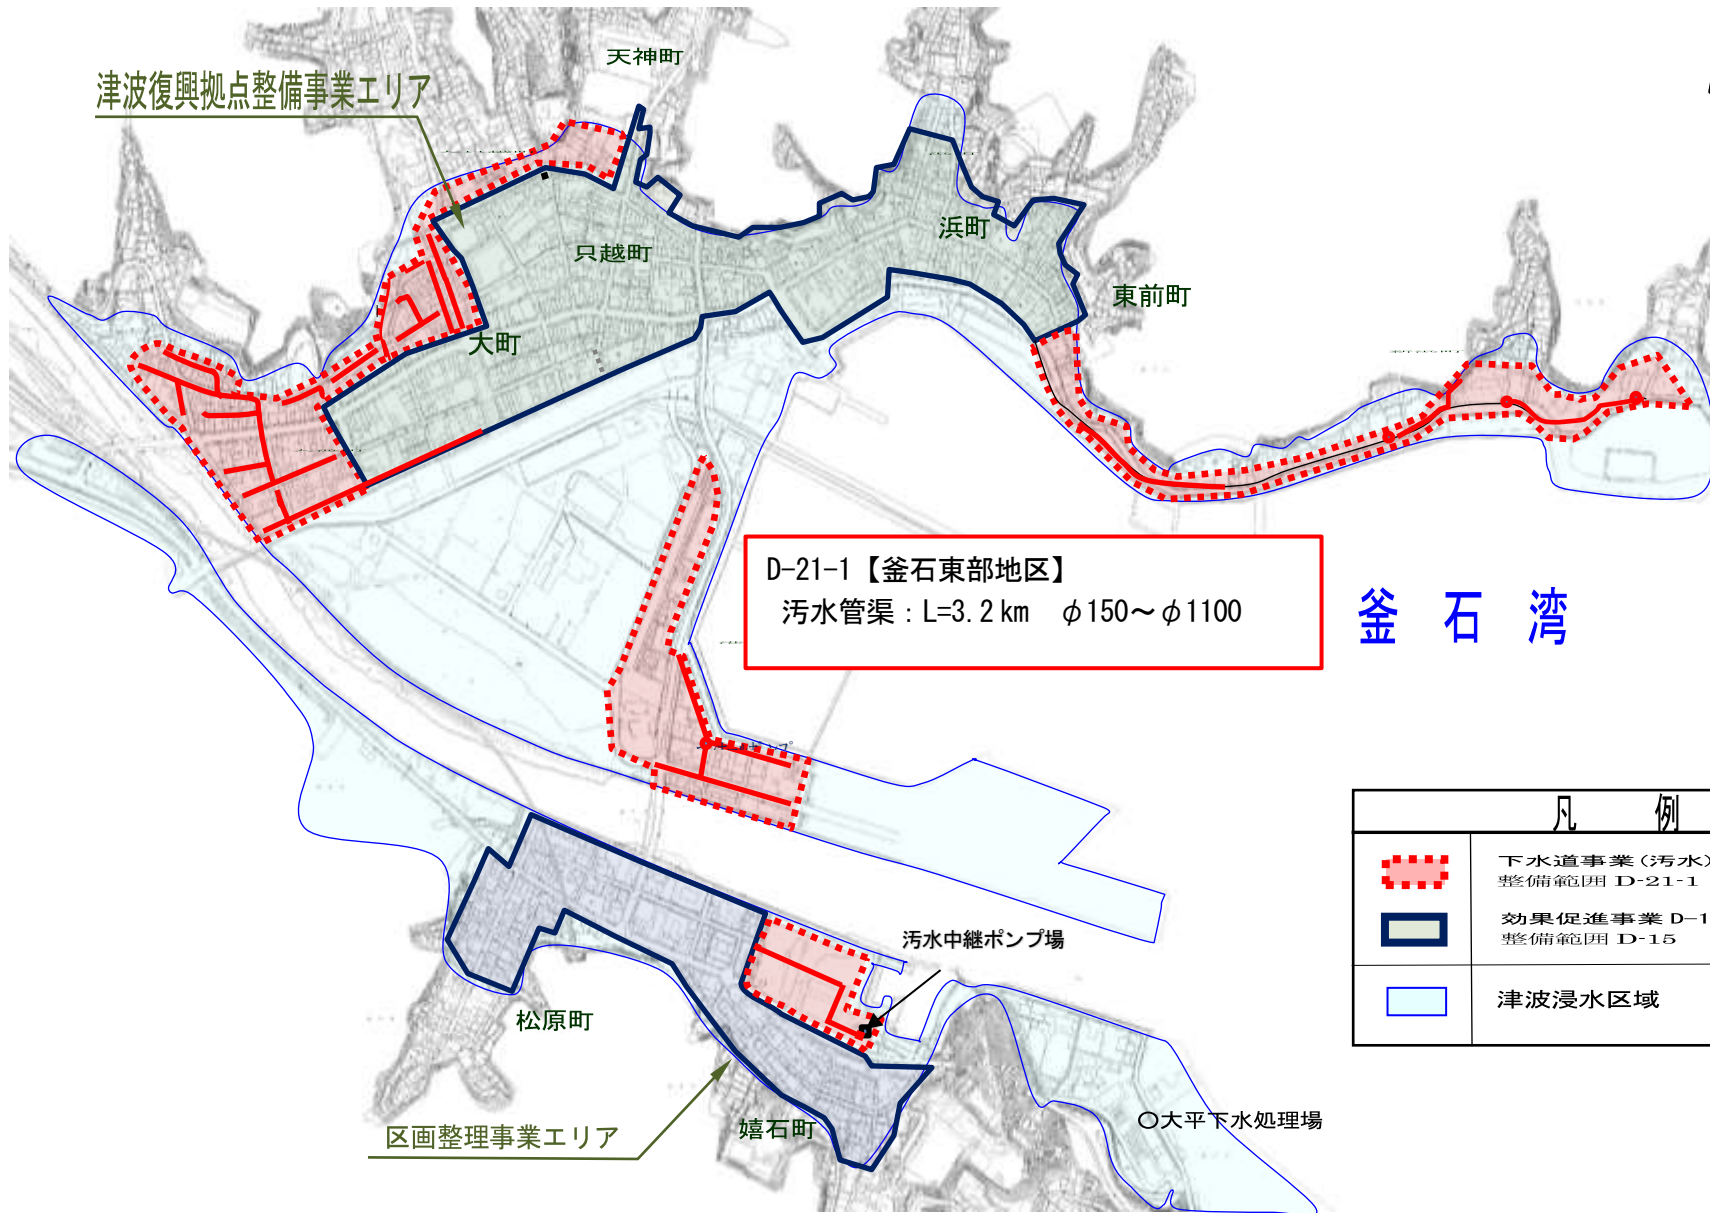 天神町
津波復興拠点整備事業エリア
浜町
只越町
東前町
大町
D-21-1【釜石東部地区】
汚水管渠：L=3.2km　φ150～φ1100
釜　石　湾
凡　例
下水道事業(汚水)
整備範囲 D-21-1
効果促進事業 D-1
整備範囲 D-15
津波浸水区域
汚水中継ポンプ場
松原町
区画整理事業エリア
嬉石町
○大平下水処理場